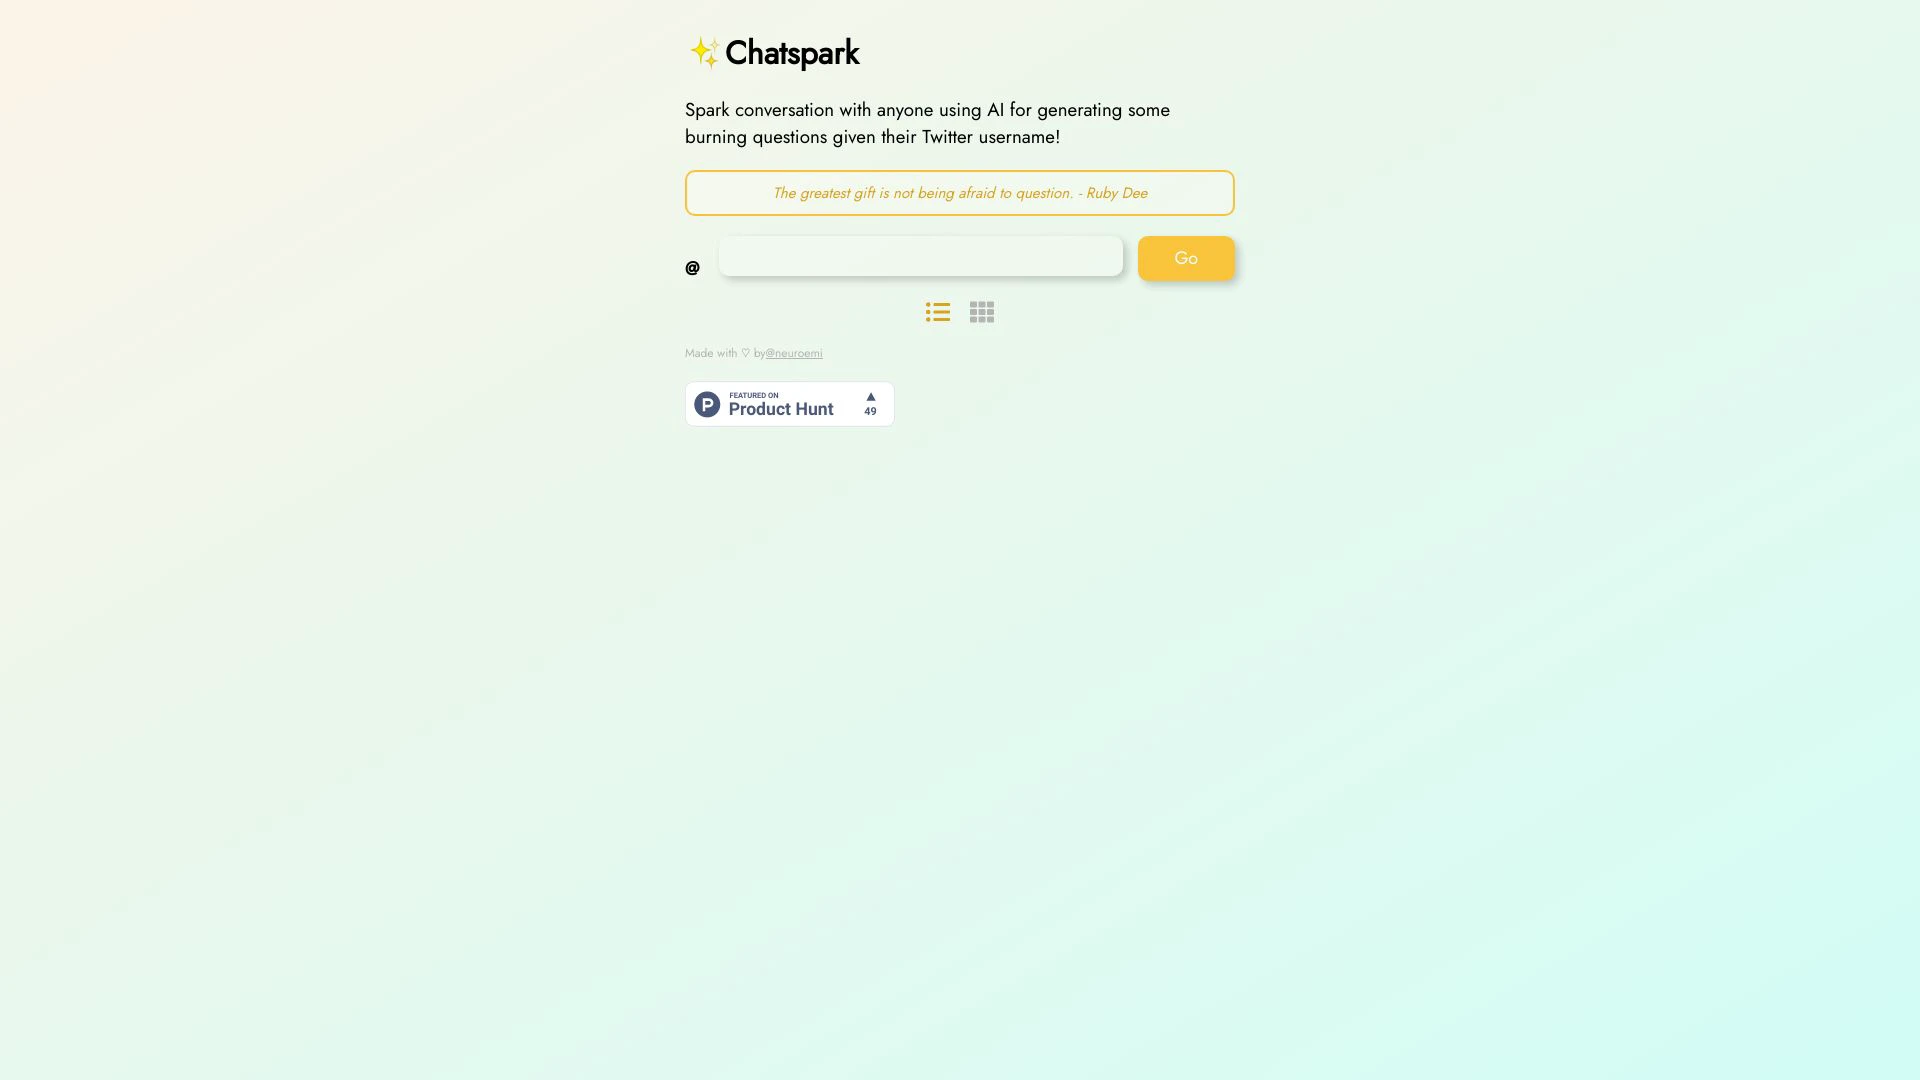 ✨Chatspark
Spark conversation with anyone using AI for generating some
burning questions given their Twitter username!
The greatest gift is not being afraid to question. - Ruby Dee
@
Go
Made with ♡ by@neuroemi
P
FEATURED ON
Product Hunt
▲
49